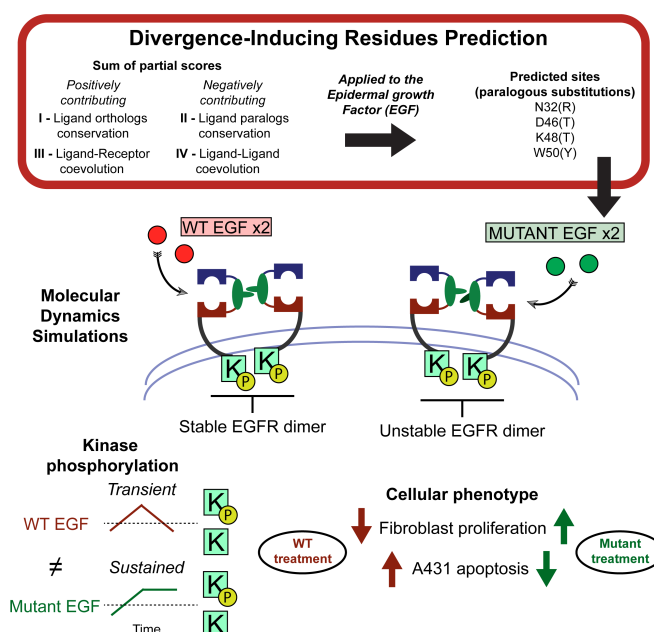 Divergence-Inducing Residues Prediction
Sum of partial scores
Positively
contributing
I - Ligand orthologs
conservation
III - Ligand-Receptor
coevolution
Negatively
contributing
II - Ligand paralogs
conservation
IV - Ligand-Ligand
coevolution
Applied to the
Epidermal growth
Factor (EGF)
Predicted sites
(paralogous substitutions)
N32(R)
D46(T)
K48(T)
W50(Y)
WT EGF x2
MUTANT EGF x2
Molecular
Dynamics
Simulations
K
P
K
P
K
P
K
P
Stable EGFR dimer
Unstable EGFR dimer
Kinase
phosphorylation
Transient
WT EGF
K
P
K
≠
Sustained
Mutant EGF
K
P
K
Time
Cellular phenotype
WT
treatment
Fibroblast proliferation
A431 apoptosis
Mutant
treatment